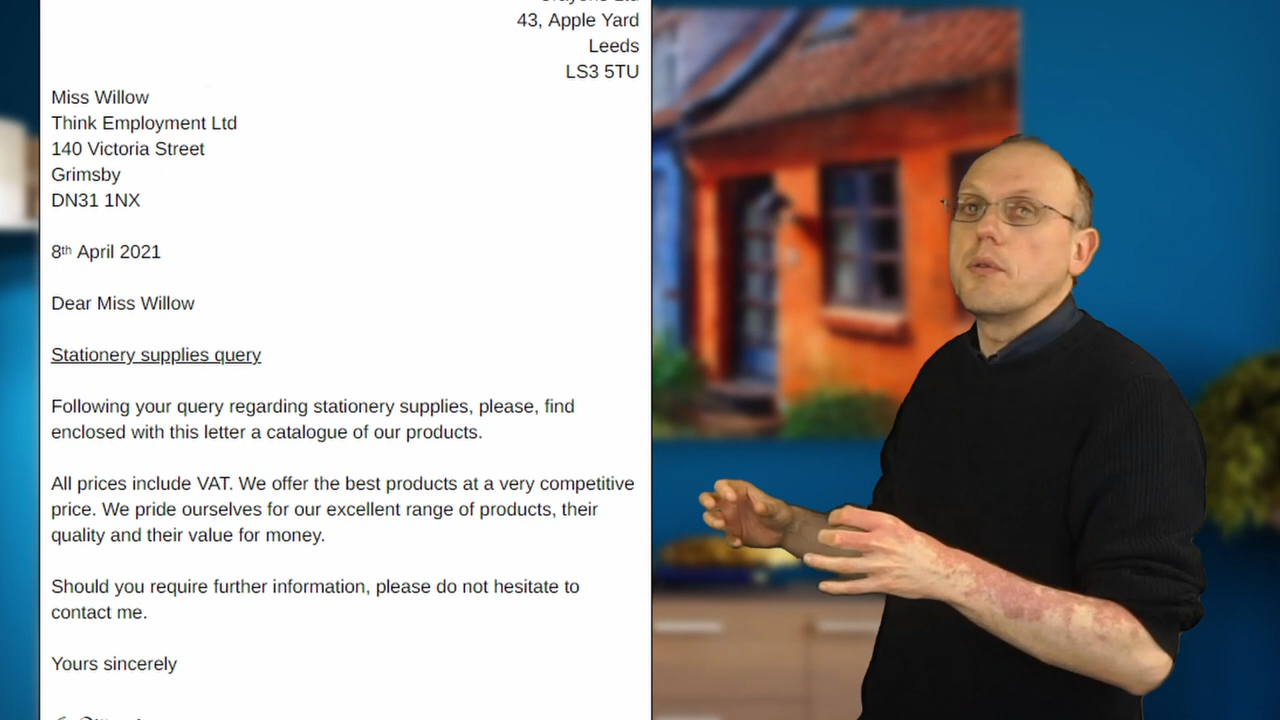 43, Apple Yard
Leeds
LS3 5TU
Miss Willow
Think Employment Ltd
140 Victoria Street
Grimsby
DN31 1NX
8th April 2021
Dear Miss Willow
Stationery supplies query
Following your query regarding stationery supplies, please, find
enclosed with this letter a catalogue of our products.
All prices include VAT. We offer the best products at a very competitive
price. We pride ourselves for our excellent range of products, their
quality and their value for money.
Should you require further information, please do not hesitate to
contact me.
Yours sincerely